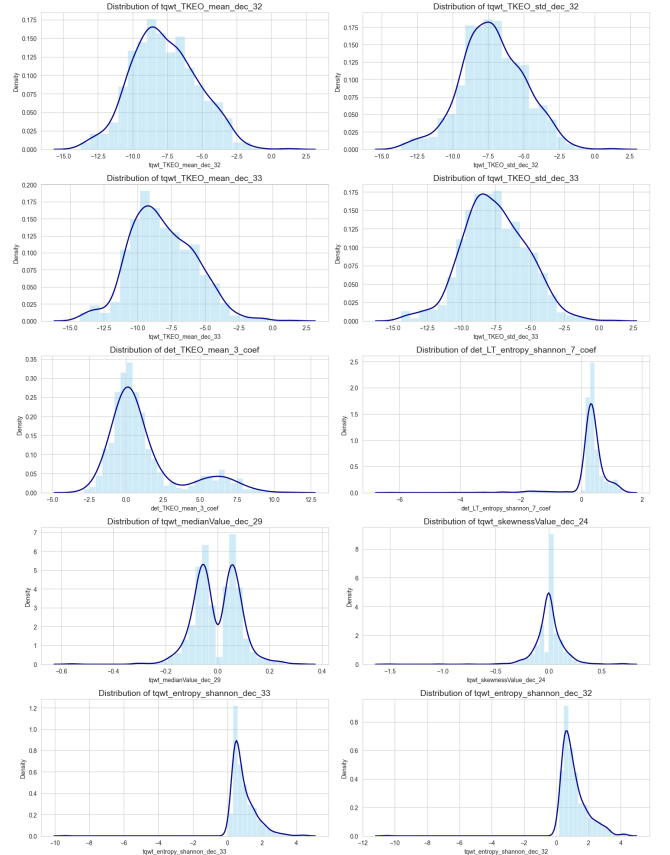 Distribution of tqwt_TKEO_mean_dec_32
0.175
0.150
0.125
0.100
0.075
0.050
0.025
0.000
Density
-15.0 -12.5 -10.0 -7.5 -5.0 -2.5 0.0 2.5
tqwt_TKEO_mean_dec_32
Distribution of tqwt_TKEO_std_dec_32
0.175
0.150
0.125
0.100
0.075
0.050
0.025
0.000
Density
-15.0 -12.5 -10.0 -7.5 -5.0 -2.5 0.0 2.5
tqwt_TKEO_std_dec_32
Distribution of tqwt_TKEO_mean_dec_33
0.200
0.175
0.150
0.125
0.100
0.075
0.050
0.025
0.000
Density
-15.0 -12.5 -10.0 -7.5 -5.0 -2.5 0.0 2.5
tqwt_TKEO_mean_dec_33
Distribution of tqwt_TKEO_std_dec_33
0.175
0.150
0.125
0.100
0.075
0.050
0.025
0.000
Density
-15.0 -12.5 -10.0 -7.5 -5.0 -2.5 0.0 2.5
tqwt_TKEO_std_dec_33
Distribution of det_TKEO_mean_3_coef
0.35
0.30
0.25
0.20
0.15
0.10
0.05
0.00
Density
-5.0 -2.5 0.0 2.5 5.0 7.5 10.0 12.5
det_TKEO_mean_3_coef
Distribution of det_LT_entropy_shannon_7_coef
2.5
2.0
1.5
1.0
0.5
0.0
Density
-6 -4 -2 0 2
det_LT_entropy_shannon_7_coef
Distribution of tqwt_medianValue_dec_29
7
6
5
4
3
2
1
0
Density
-0.6 -0.4 -0.2 0.0 0.2 0.4
tqwt_medianValue_dec_29
Distribution of tqwt_skewnessValue_dec_24
8
6
4
2
0
Density
-1.5 -1.0 -0.5 0.0 0.5
tqwt_skewnessValue_dec_24
Distribution of tqwt_entropy_shannon_dec_33
1.2
1.0
0.8
0.6
0.4
0.2
0.0
Density
-10 -8 -6 -4 -2 0 2 4
tqwt_entropy_shannon_dec_33
Distribution of tqwt_entropy_shannon_dec_32
0.8
0.6
0.4
0.2
0.0
Density
-12 -10 -8 -6 -4 -2 0 2 4
tqwt_entropy_shannon_dec_32